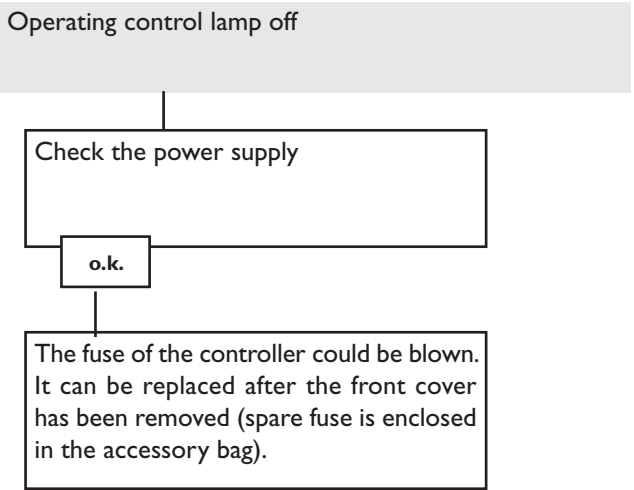 Operating control lamp off
Check the power supply
o.k.
The fuse of the controller could be blown.
It can be replaced after the front cover
has been removed (spare fuse is enclosed
in the accessory bag).